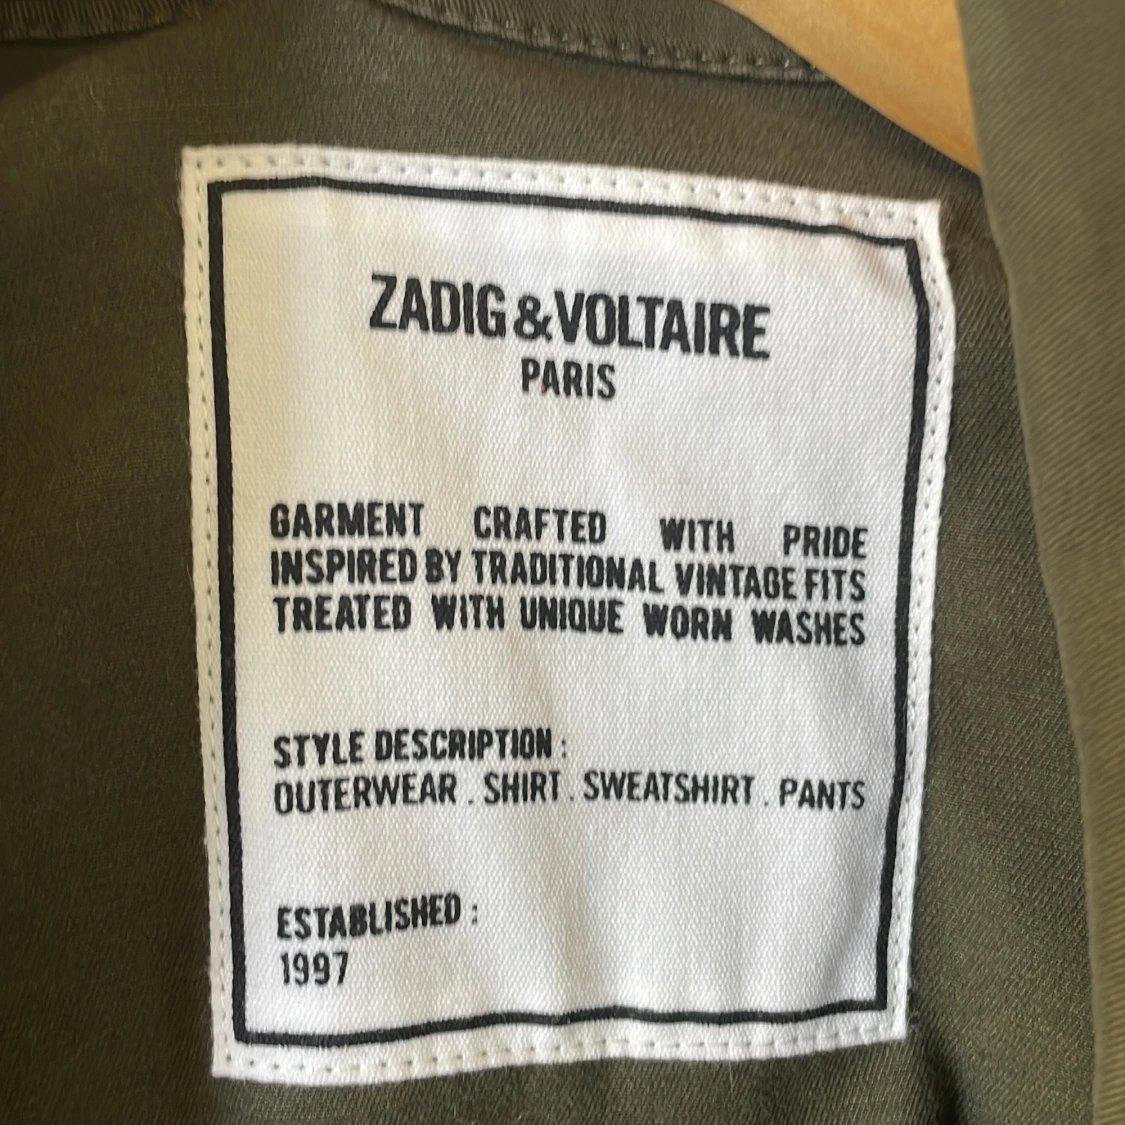 ZADIG & VOLTAIRE
PARIS
GARMENT CRAFTED WITH PRIDE
INSPIRED BY TRADITIONAL VINTAGE FITS
TREATED WITH UNIQUE WORN WASHES
STYLE DESCRIPTION :
OUTERWEAR . SHIRT . SWEATSHIRT . PANTS
ESTABLISHED :
1997